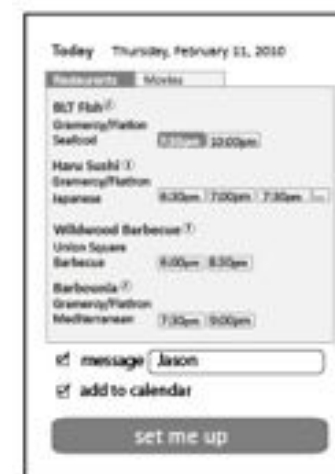 Today Thursday, February 11, 2010
Restaurants Movies
BLT Fish
Gramercy/Flatiron
Seafood 10:00pm
Haru Sushi
Gramercy/Flatiron
Japanese 6:30pm 7:00pm 7:30pm ...
Wildwood Barbecue
Union Square
Barbecue 6:00pm 8:30pm
Barbounia
Gramercy/Flatiron
Mediterranean 7:30pm 9:00pm
message Jason
add to calendar
set me up